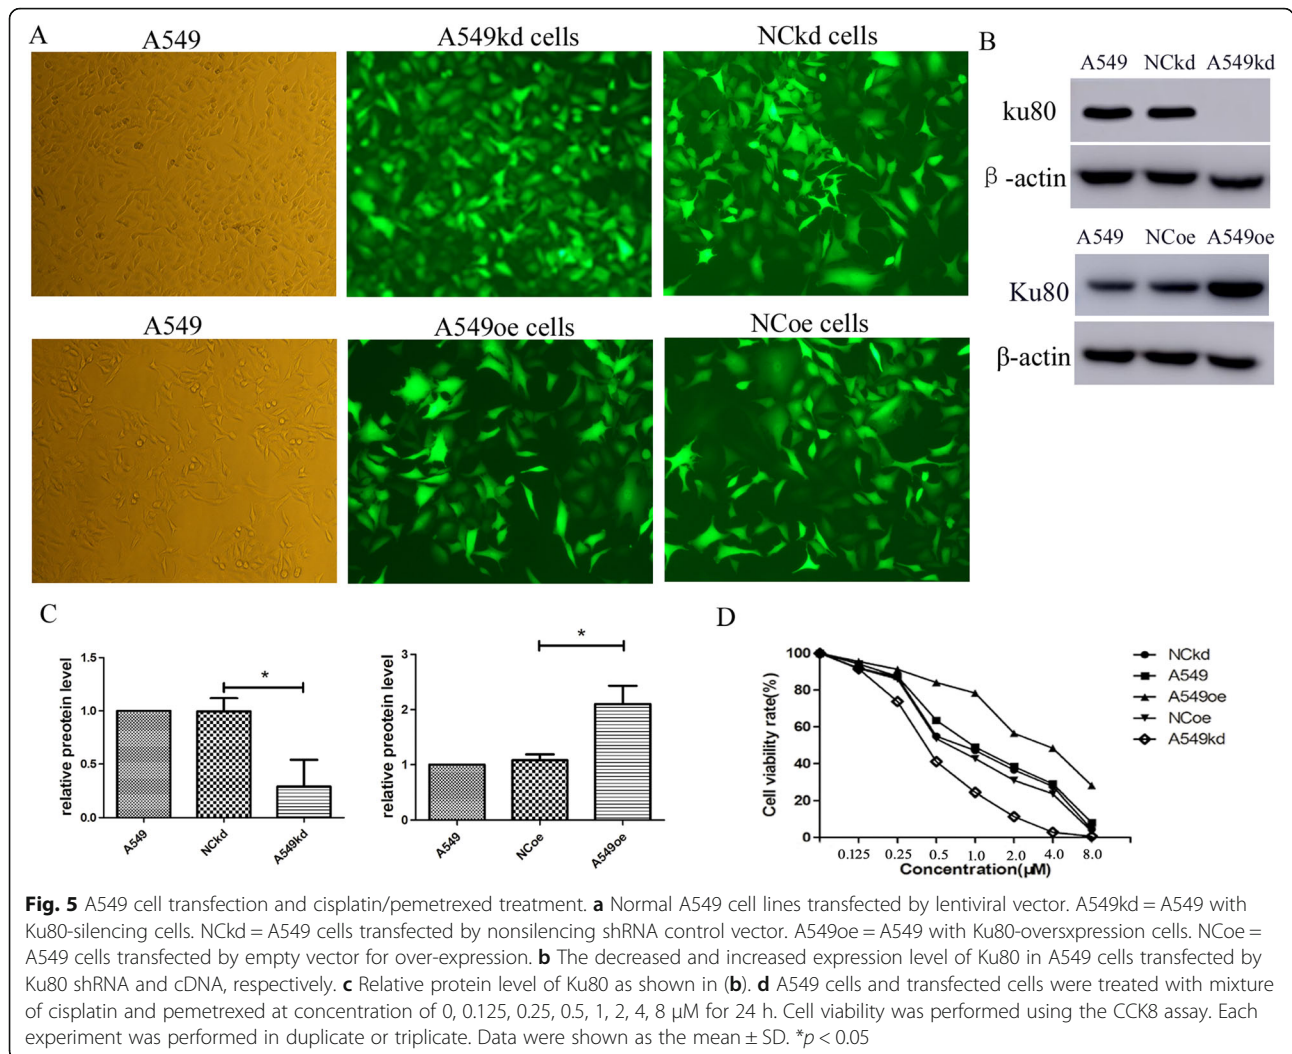 A
A549
A549kd cells
NCkd cells
A549
A549oe cells
NCoe cells
B
A549 NCkd A549kd
ku80
β-actin
A549 NCoe A549oe
Ku80
β-actin
C
relative preotein level
1.5
1.0
0.5
0.0
*
A549
NCkd
A549kd
relative preotein level
3
2
1
0
*
A549
NCoe
A549oe
D
Cell viability rate(%)
100
80
60
40
20
0
0.125 0.25 0.5 1.0 2.0 4.0 8.0
Concentration(μM)
NCkd
A549
A549oe
NCoe
A549kd
Fig. 5 A549 cell transfection and cisplatin/pemetrexed treatment. a Normal A549 cell lines transfected by lentiviral vector. A549kd = A549 with
Ku80-silencing cells. NCkd = A549 cells transfected by nonsilencing shRNA control vector. A549oe = A549 with Ku80-oversxpression cells. NCoe =
A549 cells transfected by empty vector for over-expression. b The decreased and increased expression level of Ku80 in A549 cells transfected by
Ku80 shRNA and cDNA, respectively. c Relative protein level of Ku80 as shown in (b). d A549 cells and transfected cells were treated with mixture
of cisplatin and pemetrexed at concentration of 0, 0.125, 0.25, 0.5, 1, 2, 4, 8 μM for 24 h. Cell viability was performed using the CCK8 assay. Each
experiment was performed in duplicate or triplicate. Data were shown as the mean ± SD. *p < 0.05